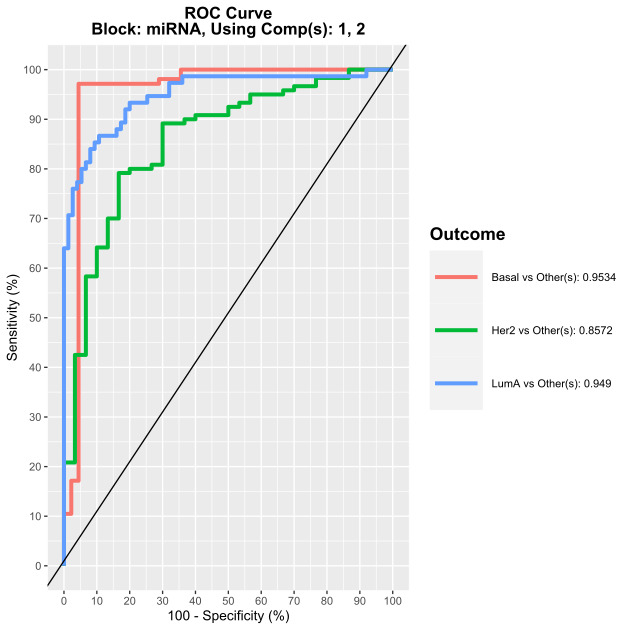 ROC Curve
Block: miRNA, Using Comp(s): 1, 2
Sensitivity (%)
100
90
80
70
60
50
40
30
20
10
0
0 10 20 30 40 50 60 70 80 90 100
100 - Specificity (%)
Outcome
Basal vs Other(s): 0.9534
Her2 vs Other(s): 0.8572
LumA vs Other(s): 0.949